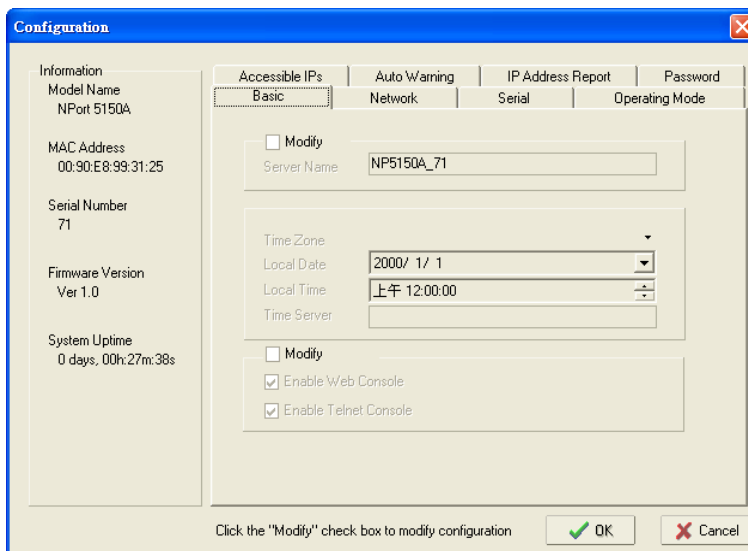 Configuration
Information
Model Name
NPort 5150A
MAC Address
00:90:E8:99:31:25
Serial Number
71
Firmware Version
Ver 1.0
System Uptime
0 days, 00h:27m:38s
Accessible IPs
Auto Warning
IP Address Report
Password
Basic
Network
Serial
Operating Mode
Modify
Server Name
NP5150A_71
Time Zone
Local Date
2000/ 1/ 1
Local Time
上午 12:00:00
Time Server
Modify
Enable Web Console
Enable Telnet Console
Click the "Modify" check box to modify configuration
OK
Cancel